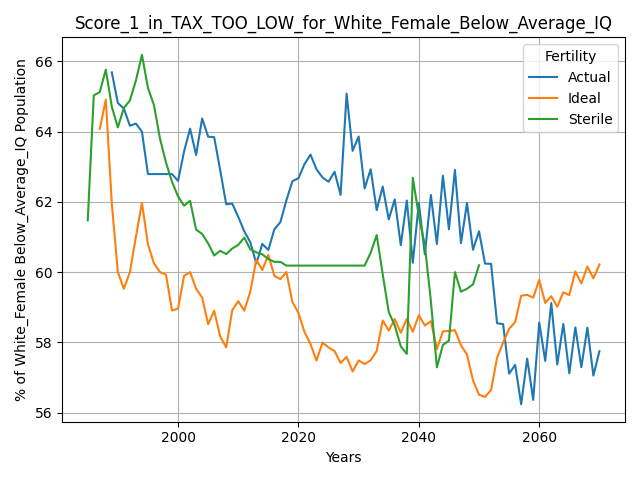 Score_1_in_TAX_TOO_LOW_for_White_Female_Below_Average_IQ
% of White_Female Below_Average_IQ Population
66
64
62
60
58
56
Fertility
Actual
Ideal
Sterile
2000
2020
2040
2060
Years